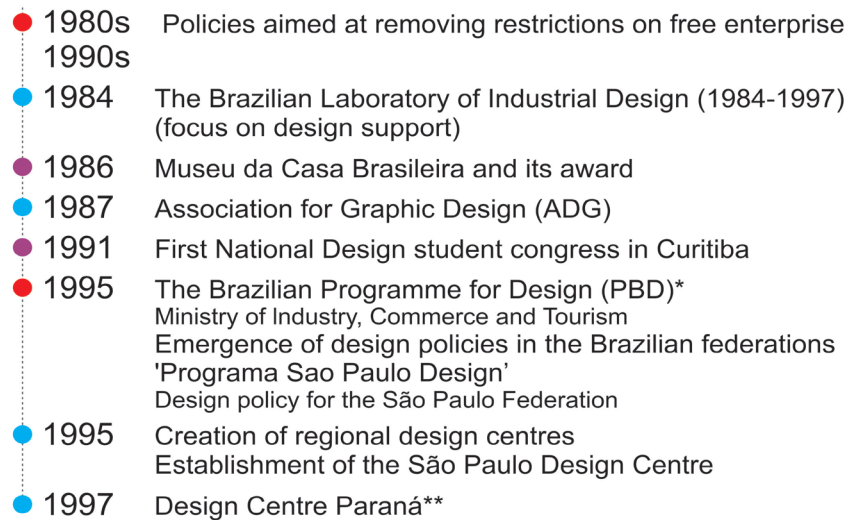 1980s Policies aimed at removing restrictions on free enterprise
1990s
1984 The Brazilian Laboratory of Industrial Design (1984-1997)
(focus on design support)
1986 Museu da Casa Brasileira and its award
1987 Association for Graphic Design (ADG)
1991 First National Design student congress in Curitiba
1995 The Brazilian Programme for Design (PBD)*
Ministry of Industry, Commerce and Tourism
Emergence of design policies in the Brazilian federations
'Programa Sao Paulo Design’
Design policy for the São Paulo Federation
1995 Creation of regional design centres
Establishment of the São Paulo Design Centre
1997 Design Centre Paraná**